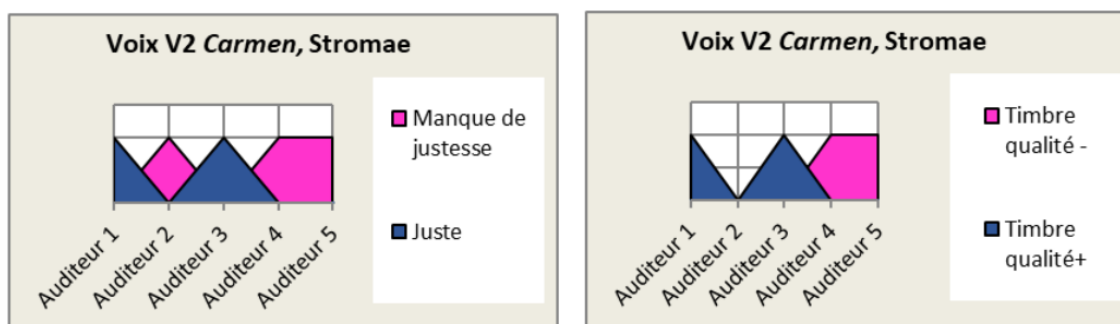 Voix V2 Carmen, Stromae
Manque de
justesse
Juste
Auditeur 1
Auditeur 2
Auditeur 3
Auditeur 4
Auditeur 5
Voix V2 Carmen, Stromae
Timbre
qualité -
Timbre
qualité+
Auditeur 1
Auditeur 2
Auditeur 3
Auditeur 4
Auditeur 5